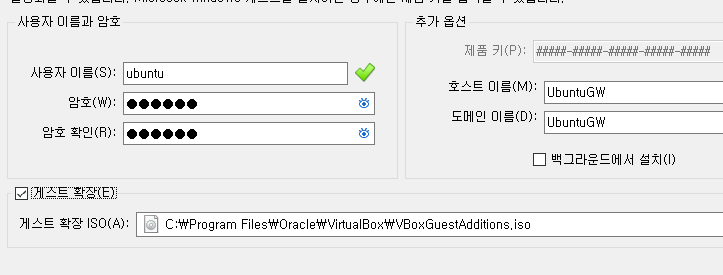 사용자 이름과 암호
사용자 이름(S): ubuntu
암호(W): ●●●●●●
암호 확인(R): ●●●●●●
추가 옵션
제품 키(P): #####-#####-#####-#####-#####
호스트 이름(M): UbuntuGW
도메인 이름(D): UbuntuGW
백그라운드에서 설치(I)
게스트 확장(E)
게스트 확장 ISO(A): C:₩Program Files₩Oracle₩VirtualBox₩VBoxGuestAdditions.iso